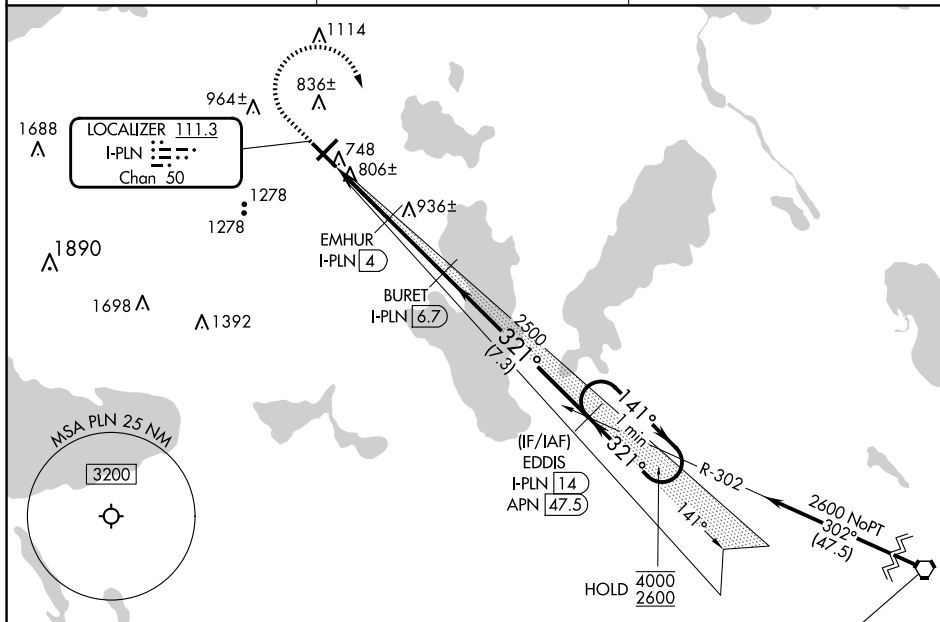 1114
836±
964±
1688
LOCALIZER 111.3
I-PLN
Chan 50
748
806±
1278
1278
936±
EMHUR
I-PLN 4
1890
BURET
I-PLN 6.7
1698
1392
2500
321°
(7.3)
141°
1 min
321°
(IF/IAF)
EDDIS
I-PLN 14
APN 47.5
R-302
2600 NoPT
302°
(47.5)
141°
HOLD 4000
2600
MSA PLN 25 NM
3200